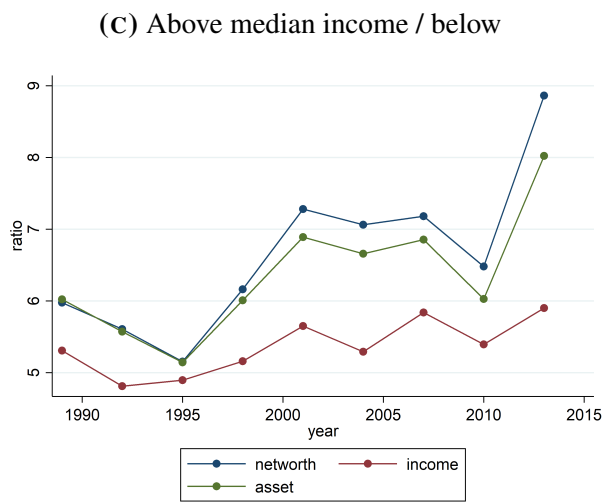 (C) Above median income / below
9
8
7
6
5
ratio
1990 1995 2000 2005 2010 2015
year
networth income
asset